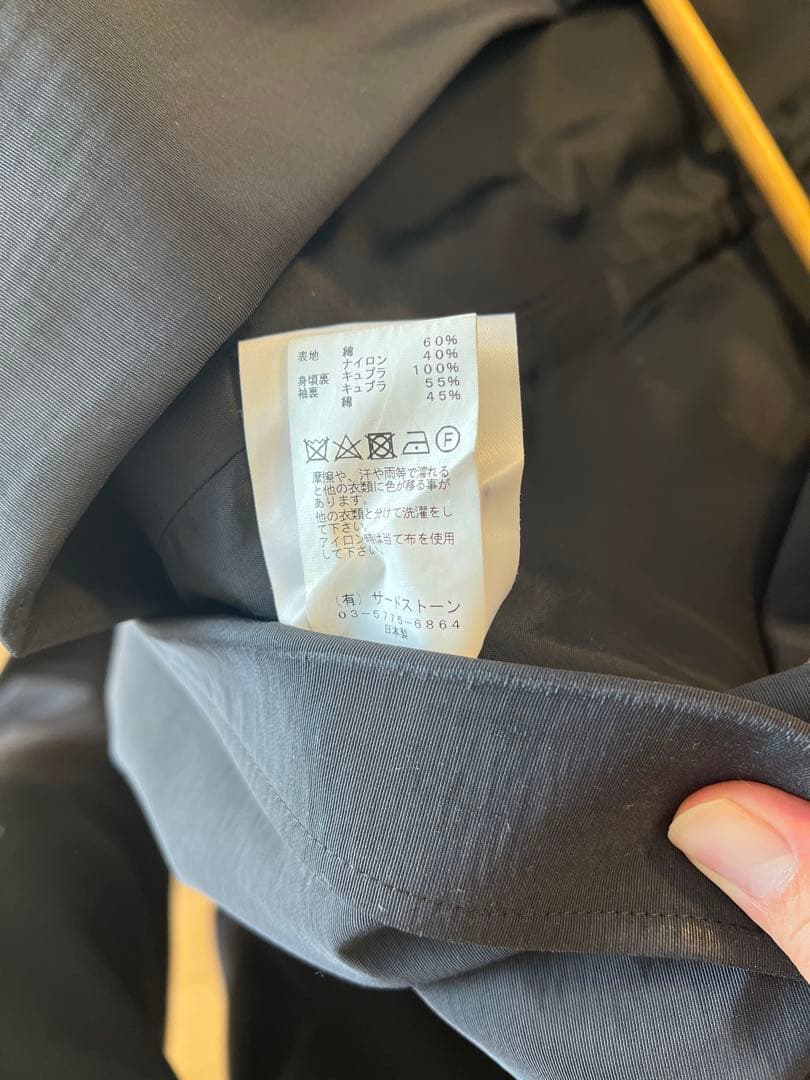 表地 綿 60%
ナイロン 40%
身頃裏 キュプラ 100%
袖裏 キュプラ 55%
綿 45%
F
摩擦や、汗や雨等で濡れる
と他の衣類に色が移る事が
あります。
他の衣類と分けて洗濯をし
て下さい。
アイロン時は当て布を使用
して下さい。
(有) サードストーン
03-5775-6864
日本製